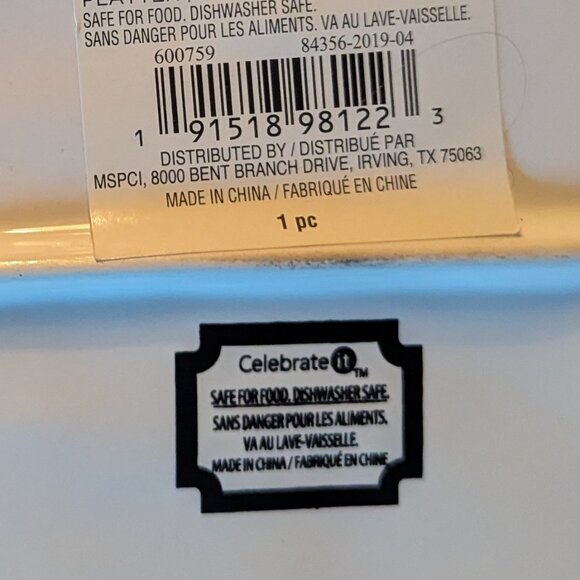 PLATTER
SAFE FOR FOOD. DISHWASHER SAFE.
SANS DANGER POUR LES ALIMENTS. VA AU LAVE-VAISSELLE.
600759 84356-2019-04
1 91518 98122 3
DISTRIBUTED BY / DISTRIBUÉ PAR
MSPCI, 8000 BENT BRANCH DRIVE, IRVING, TX 75063
MADE IN CHINA / FABRIQUÉ EN CHINE
1 pc
Celebrate it™
SAFE FOR FOOD. DISHWASHER SAFE.
SANS DANGER POUR LES ALIMENTS.
VA AU LAVE-VAISSELLE.
MADE IN CHINA / FABRIQUÉ EN CHINE